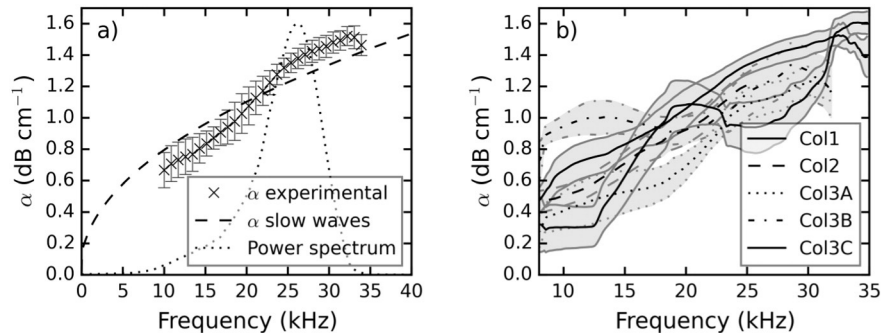 a)
1.6
1.4
1.2
1.0
0.8
0.6
0.4
0.2
0.0
α (dB cm⁻¹)
α experimental
α slow waves
Power spectrum
0 5 10 15 20 25 30 35 40
Frequency (kHz)
b)
1.6
1.4
1.2
1.0
0.8
0.6
0.4
0.2
0.0
α (dB cm⁻¹)
Col1
Col2
Col3A
Col3B
Col3C
10 15 20 25 30 35
Frequency (kHz)